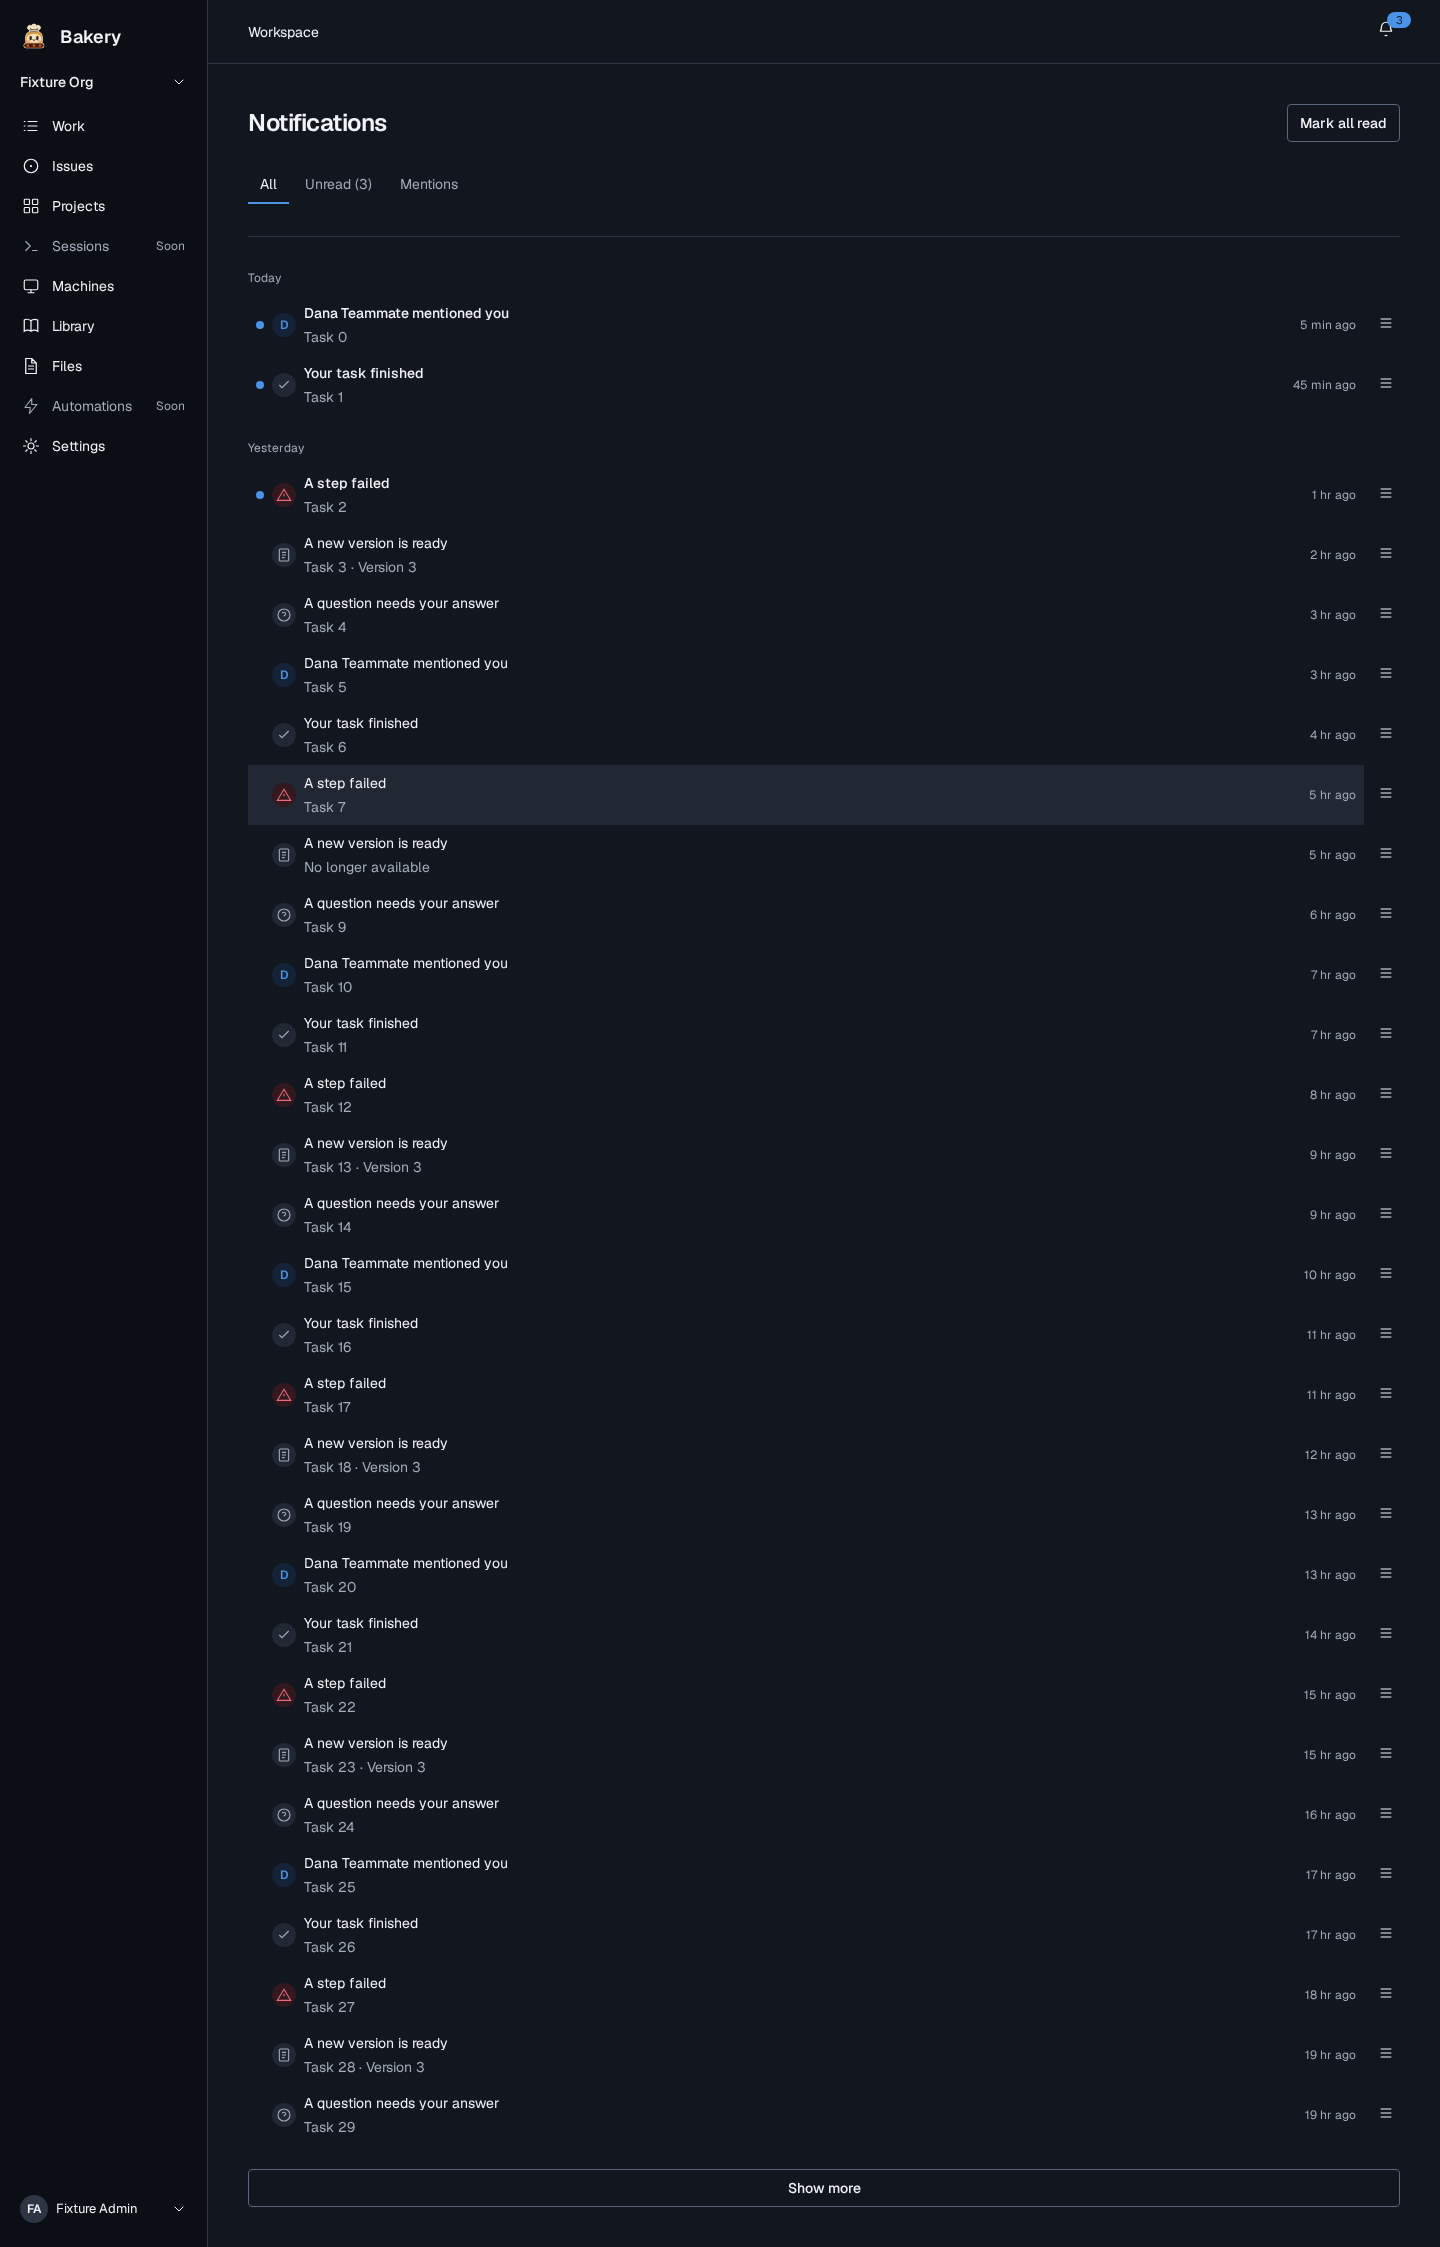 Bakery
Fixture Org
Work
Issues
Projects
Sessions Soon
Machines
Library
Files
Automations Soon
Settings
FA Fixture Admin
Workspace
3
Notifications
Mark all read
All Unread (3) Mentions
Today
D Dana Teammate mentioned you
Task 0
5 min ago
Your task finished
Task 1
45 min ago
Yesterday
A step failed
Task 2
1 hr ago
A new version is ready
Task 3 · Version 3
2 hr ago
A question needs your answer
Task 4
3 hr ago
D Dana Teammate mentioned you
Task 5
3 hr ago
Your task finished
Task 6
4 hr ago
A step failed
Task 7
5 hr ago
A new version is ready
No longer available
5 hr ago
A question needs your answer
Task 9
6 hr ago
D Dana Teammate mentioned you
Task 10
7 hr ago
Your task finished
Task 11
7 hr ago
A step failed
Task 12
8 hr ago
A new version is ready
Task 13 · Version 3
9 hr ago
A question needs your answer
Task 14
9 hr ago
D Dana Teammate mentioned you
Task 15
10 hr ago
Your task finished
Task 16
11 hr ago
A step failed
Task 17
11 hr ago
A new version is ready
Task 18 · Version 3
12 hr ago
A question needs your answer
Task 19
13 hr ago
D Dana Teammate mentioned you
Task 20
13 hr ago
Your task finished
Task 21
14 hr ago
A step failed
Task 22
15 hr ago
A new version is ready
Task 23 · Version 3
15 hr ago
A question needs your answer
Task 24
16 hr ago
D Dana Teammate mentioned you
Task 25
17 hr ago
Your task finished
Task 26
17 hr ago
A step failed
Task 27
18 hr ago
A new version is ready
Task 28 · Version 3
19 hr ago
A question needs your answer
Task 29
19 hr ago
Show more